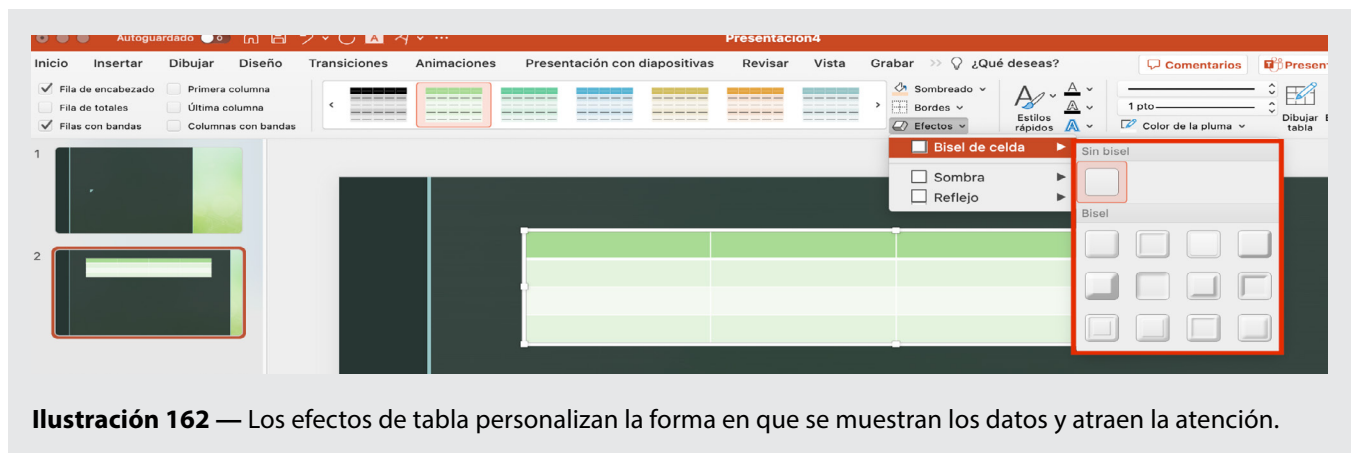 Autoguardado
Presentación4
Inicio Insertar Dibujar Diseño Transiciones Animaciones Presentación con diapositivas Revisar Vista Grabar >> ¿Qué deseas? Comentarios Presen
Fila de encabezado Primera columna
Fila de totales Última columna
Filas con bandas Columnas con bandas
Sombreado
Bordes
Efectos
Estilos
rápidos
1 pto
Color de la pluma
Dibujar
tabla
Bisel de celda
Sombra
Reflejo
Sin bisel
Bisel
1
2
Ilustración 162 — Los efectos de tabla personalizan la forma en que se muestran los datos y atraen la atención.